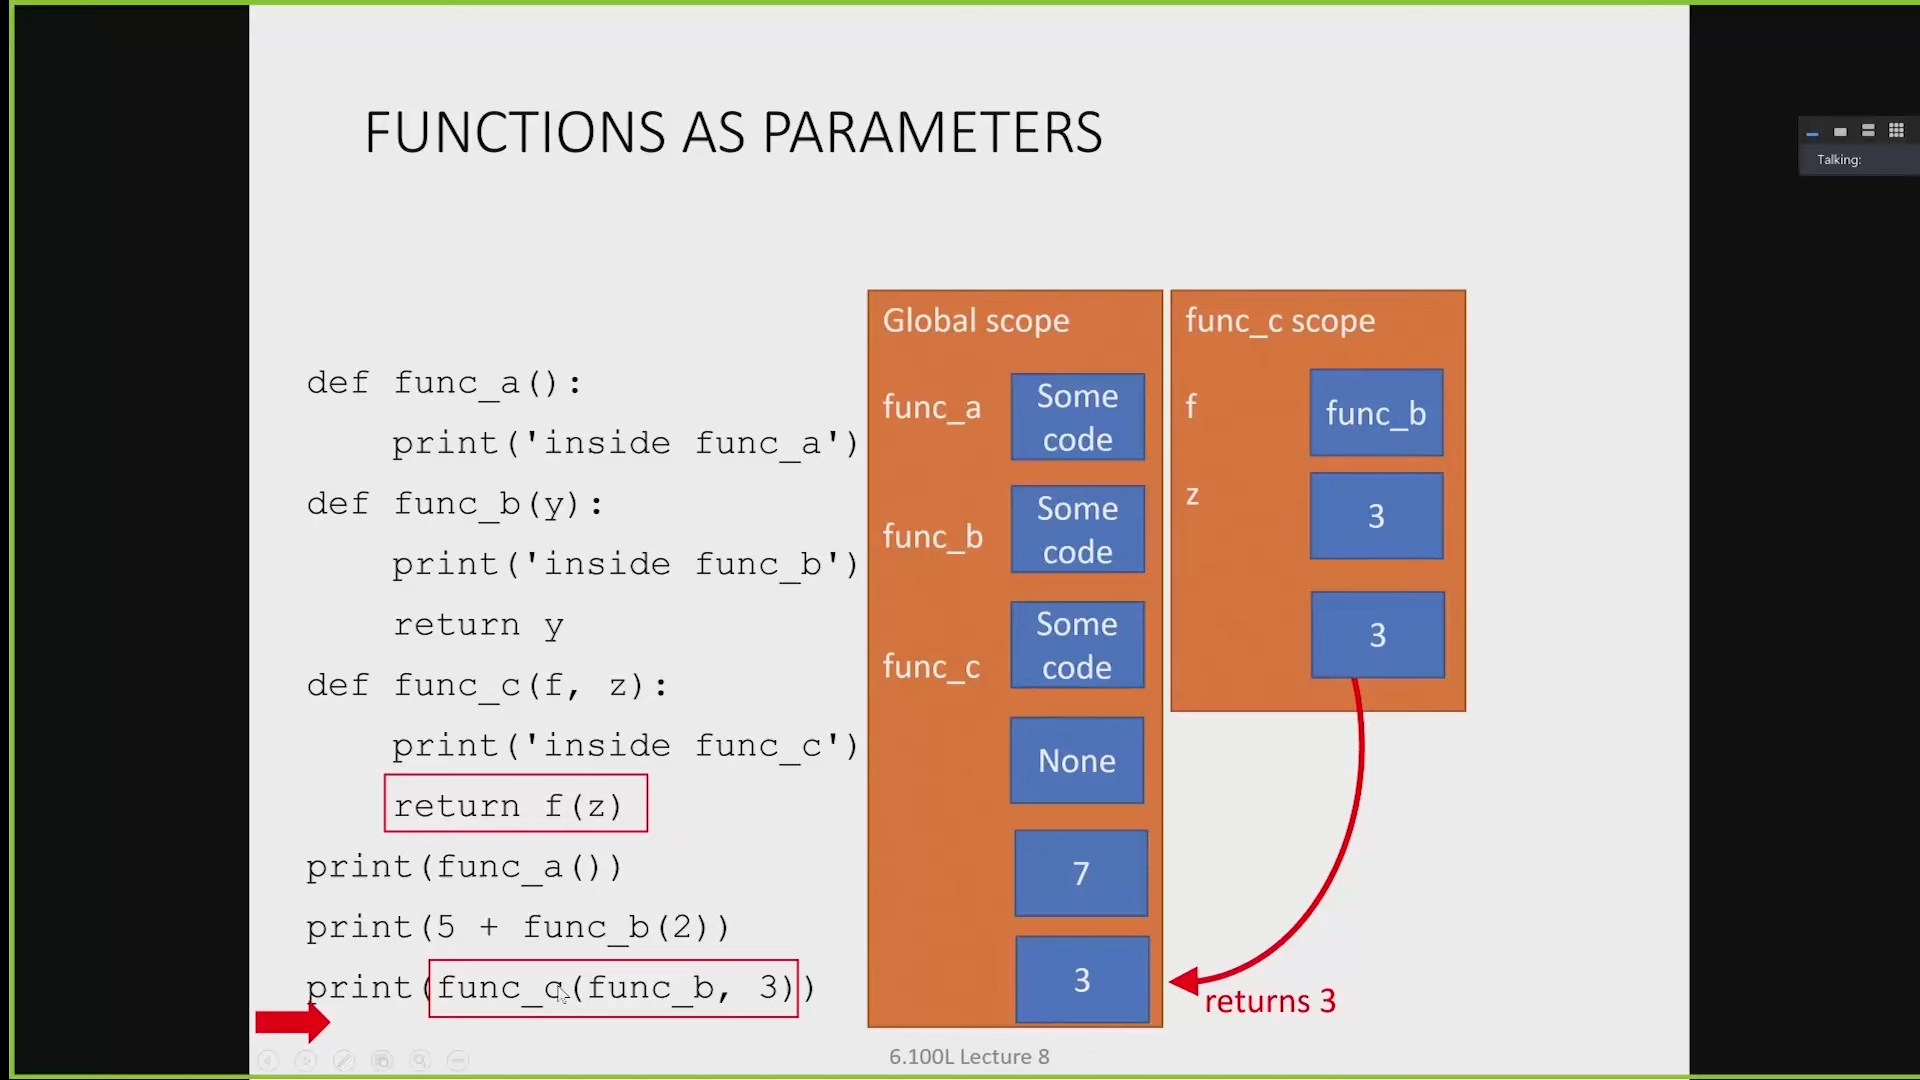 FUNCTIONS AS PARAMETERS
Talking:
def func_a():
    print('inside func_a')
def func_b(y):
    print('inside func_b')
    return y
def func_c(f, z):
    print('inside func_c')
    return f(z)
print(func_a())
print(5 + func_b(2))
print(func_c(func_b, 3))
Global scope
func_a
Some
code
func_b
Some
code
func_c
Some
code
None
7
3
func_c scope
f
func_b
z
3
3
returns 3
6.100L Lecture 8